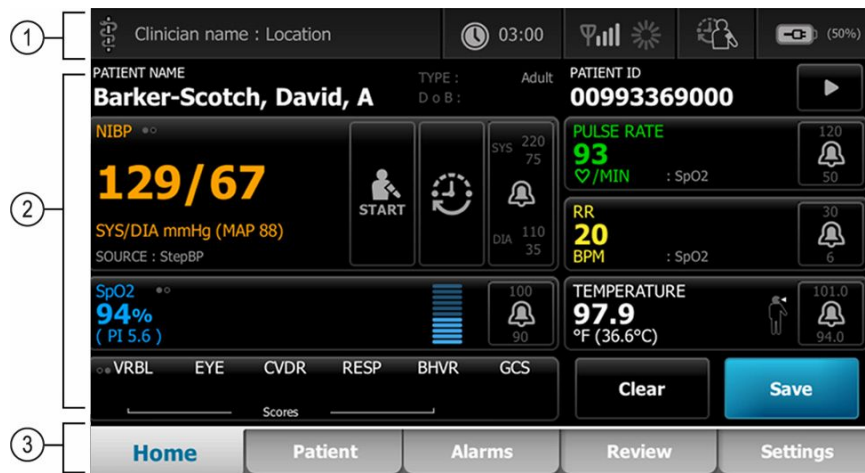 1
Clinician name : Location
03:00
(50%)
2
PATIENT NAME
TYPE :
Adult
PATIENT ID
Barker-Scotch, David, A
D o B :
00993369000
NIBP
129/67
SYS/DIA mmHg (MAP 88)
SOURCE : StepBP
START
SYS 220
75
DIA 110
35
PULSE RATE
93
/MIN : SpO2
120
50
RR
20
BPM : SpO2
30
6
SpO2
94%
( PI 5.6 )
100
90
TEMPERATURE
97.9
°F (36.6°C)
101.0
94.0
VRBL EYE CVDR RESP BHVR GCS
Scores
Clear
Save
3
Home Patient Alarms Review Settings